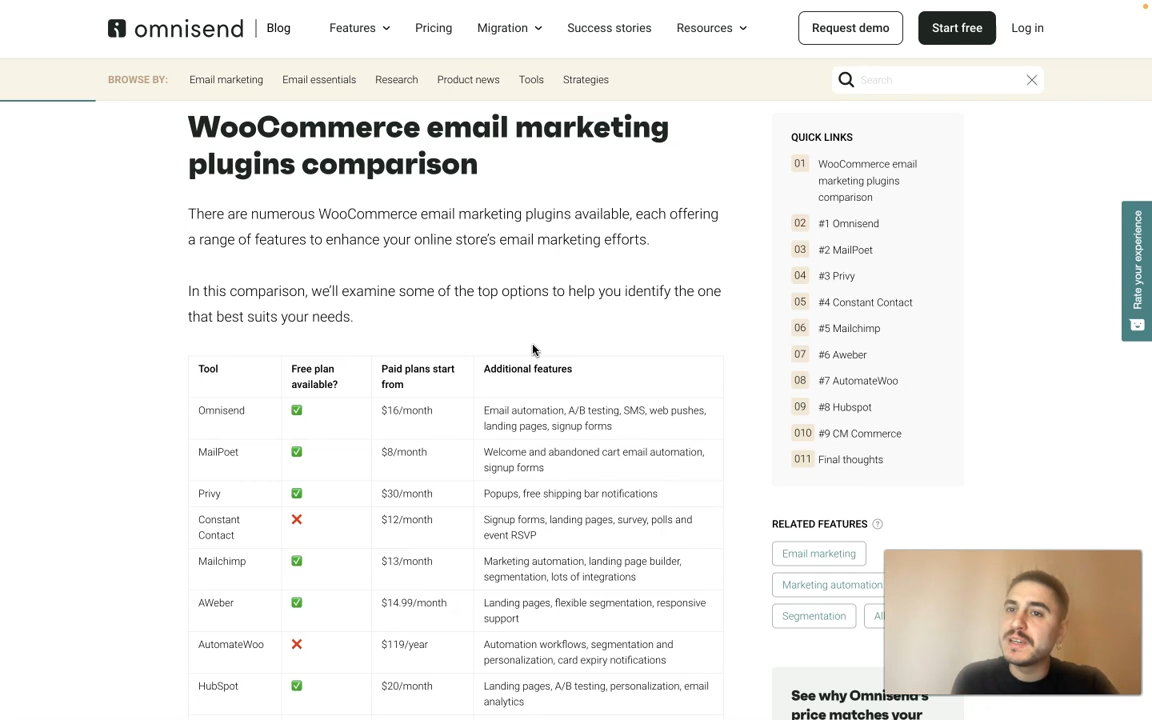 omnisend
Blog
Features
Pricing
Migration
Success stories
Resources
Request demo
Start free
Log in
BROWSE BY:
Email marketing
Email essentials
Research
Product news
Tools
Strategies
Search
WooCommerce email marketing
plugins comparison
There are numerous WooCommerce email marketing plugins available, each offering
a range of features to enhance your online store's email marketing efforts.
In this comparison, we'll examine some of the top options to help you identify the one
that best suits your needs.
Tool
Free plan
available?
Paid plans start
from
Additional features
Omnisend
$16/month
Email automation, A/B testing, SMS, web pushes,
landing pages, signup forms
MailPoet
$8/month
Welcome and abandoned cart email automation,
signup forms
Privy
$30/month
Popups, free shipping bar notifications
Constant
Contact
$12/month
Signup forms, landing pages, survey, polls and
event RSVP
Mailchimp
$13/month
Marketing automation, landing page builder,
segmentation, lots of integrations
AWeber
$14.99/month
Landing pages, flexible segmentation, responsive
support
AutomateWoo
$119/year
Automation workflows, segmentation and
personalization, card expiry notifications
HubSpot
$20/month
Landing pages, A/B testing, personalization, email
analytics
QUICK LINKS
01 WooCommerce email
marketing plugins
comparison
02 #1 Omnisend
03 #2 MailPoet
04 #3 Privy
05 #4 Constant Contact
06 #5 Mailchimp
07 #6 Aweber
08 #7 AutomateWoo
09 #8 Hubspot
010 #9 CM Commerce
011 Final thoughts
RELATED FEATURES ?
Email marketing
Marketing automation
Segmentation
See why Omnisend's
price matches your
Rate your experience